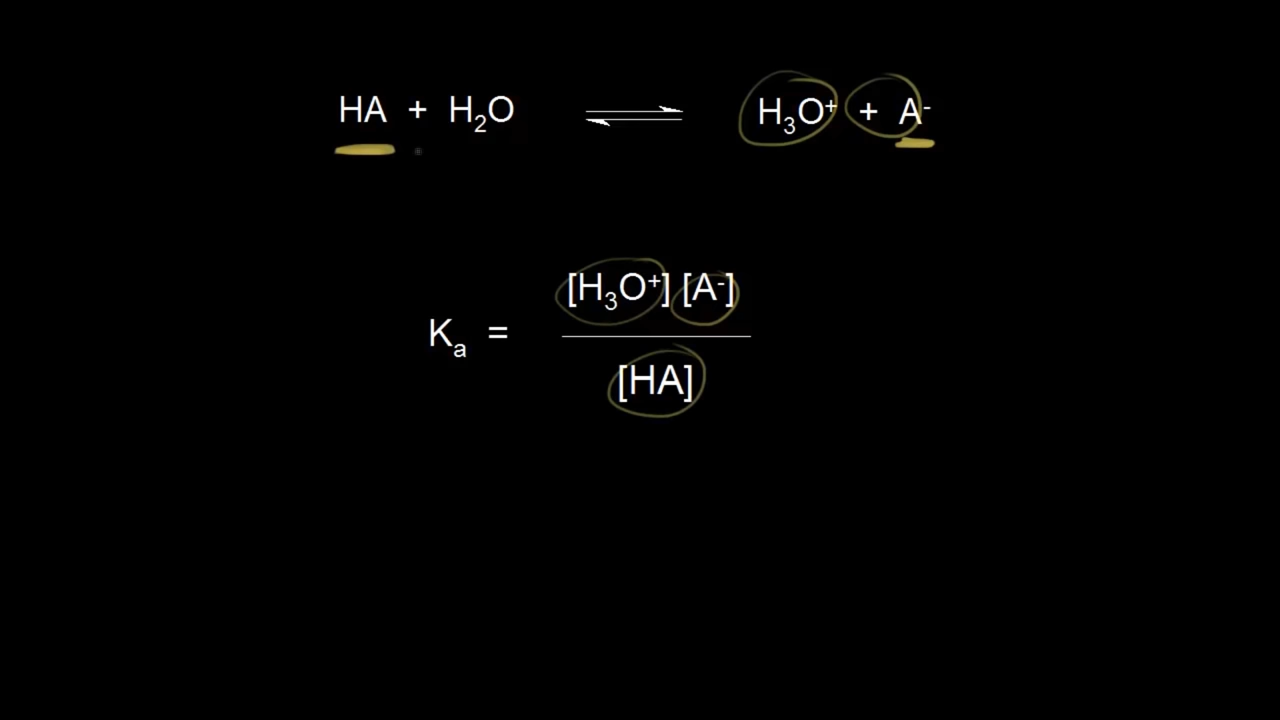 HA + H₂O ⇌ H₃O⁺ + A⁻
[H₃O⁺] [A⁻]
Kₐ =
[HA]